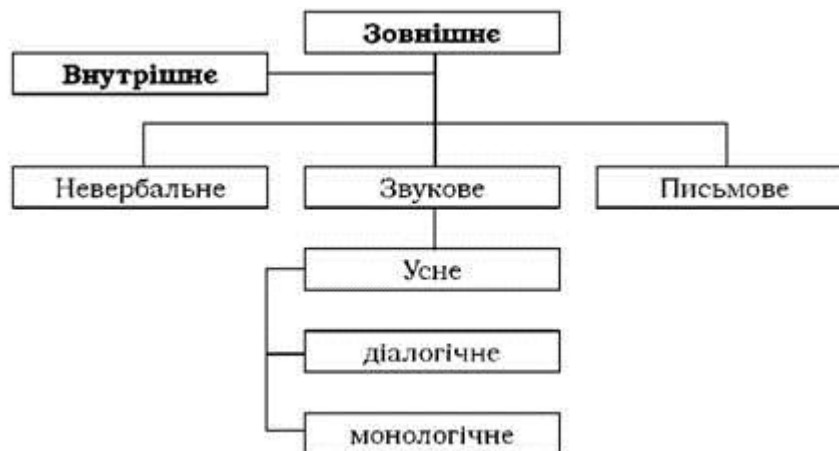 Зовнішнє
Внутрішнє
Невербальне
Звукове
Письмове
Усне
діалогічне
монологічне